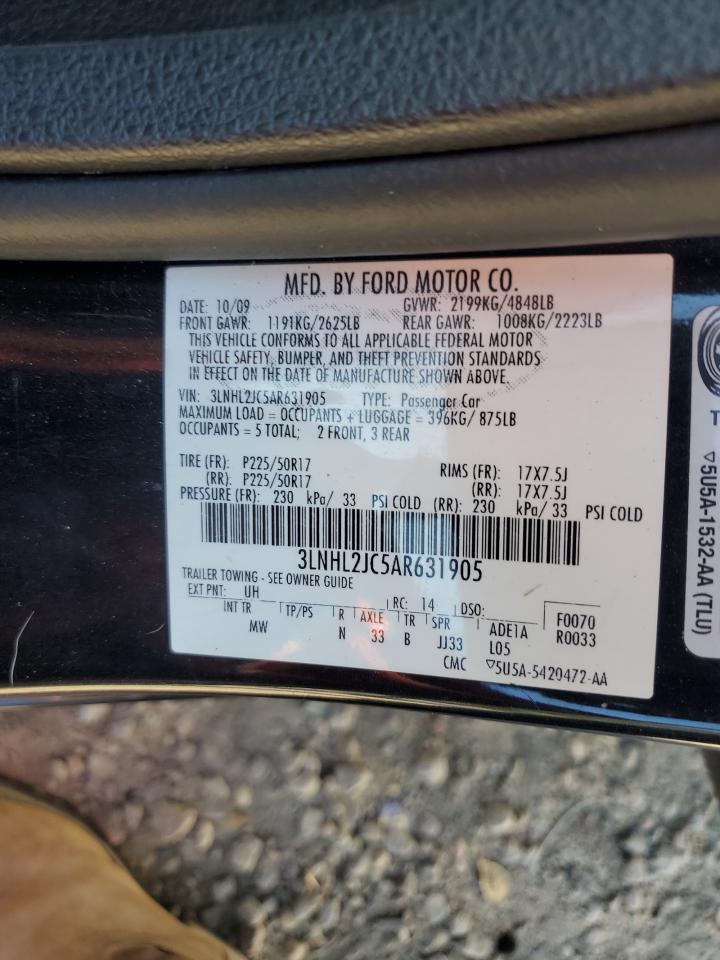 MFD. BY FORD MOTOR CO.
DATE: 10/09 GVWR: 2199KG/4848LB
FRONT GAWR: 1191KG/2625LB REAR GAWR: 1008KG/2223LB
THIS VEHICLE CONFORMS TO ALL APPLICABLE FEDERAL MOTOR
VEHICLE SAFETY, BUMPER, AND THEFT PREVENTION STANDARDS
IN EFFECT ON THE DATE OF MANUFACTURE SHOWN ABOVE.
VIN: 3LNHL2JC5AR631905 TYPE: Passenger Car
MAXIMUM LOAD = OCCUPANTS + LUGGAGE = 396KG/ 875LB
OCCUPANTS = 5 TOTAL; 2 FRONT, 3 REAR
TIRE (FR): P225/50R17 RIMS (FR): 17X7.5J
(RR): P225/50R17 (RR): 17X7.5J
PRESSURE (FR): 230 kPa/ 33 PSI COLD (RR): 230 kPa/ 33 PSI COLD
3LNHL2JC5AR631905
TRAILER TOWING - SEE OWNER GUIDE
EXT PNT: UH RC: 14 DSO: F0070
INT TR TP/PS R AXLE TR SPR ADE1A R0033
MW N 33 B JJ33 L05
CMC ▽5U5A-5420472-AA
▽5U5A-1532-AA (TLU)